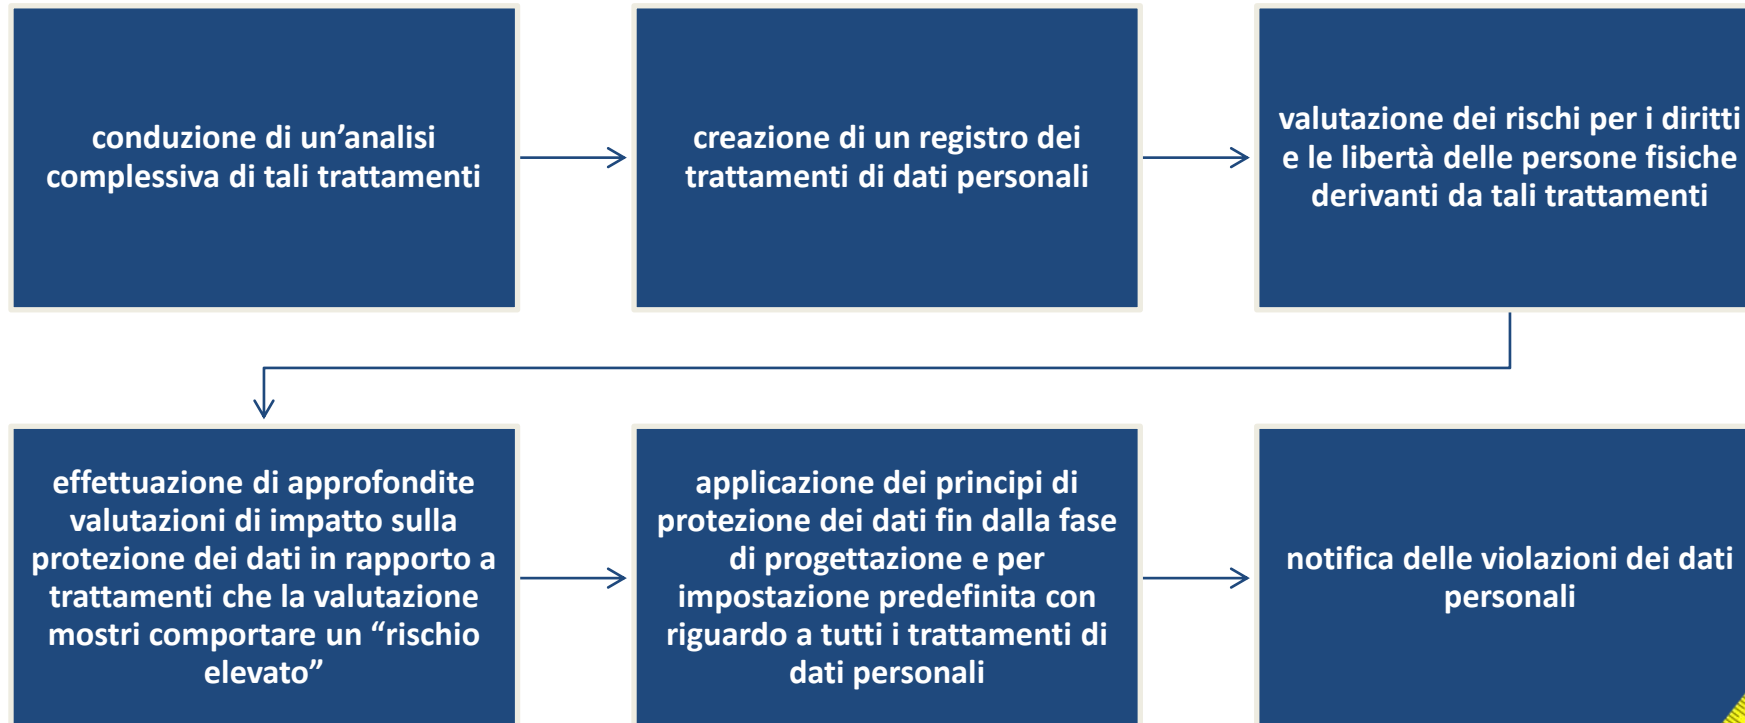 conduzione di un’analisi
complessiva di tali trattamenti
creazione di un registro dei
trattamenti di dati personali
valutazione dei rischi per i diritti
e le libertà delle persone fisiche
derivanti da tali trattamenti
effettuazione di approfondite
valutazioni di impatto sulla
protezione dei dati in rapporto a
trattamenti che la valutazione
mostri comportare un “rischio
elevato”
applicazione dei principi di
protezione dei dati fin dalla fase
di progettazione e per
impostazione predefinita con
riguardo a tutti i trattamenti di
dati personali
notifica delle violazioni dei dati
personali